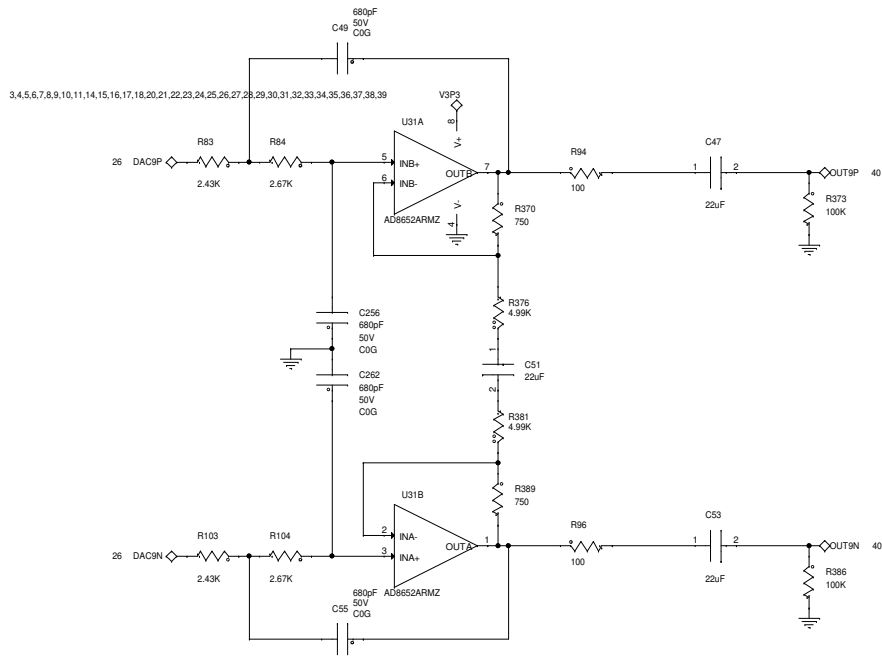 680pF
50V
C49 C0G
3,4,5,6,7,8,9,10,11,14,15,16,17,18,20,21,22,23,24,25,26,27,28,29,30,31,32,33,34,35,36,37,38,39
V3P3
U31A
8
V+
R83
R84
R94
C47
26 DAC9P
5 INB+
6 INB-
OUTB 7
1 2
OUT9P 40
2.43K
2.67K
100
22uF
R373
100K
V-
4
AD8652ARMZ
R370
750
R376
4.99K
C256
680pF
50V
C0G
1
C51
22uF
2
C262
680pF
50V
C0G
R381
4.99K
U31B
R389
750
R103
R104
R96
C53
26 DAC9N
2 INA-
3 INA+
OUTA 1
1 2
OUT9N 40
2.43K
2.67K
100
22uF
R386
100K
AD8652ARMZ
680pF
50V
C55 C0G